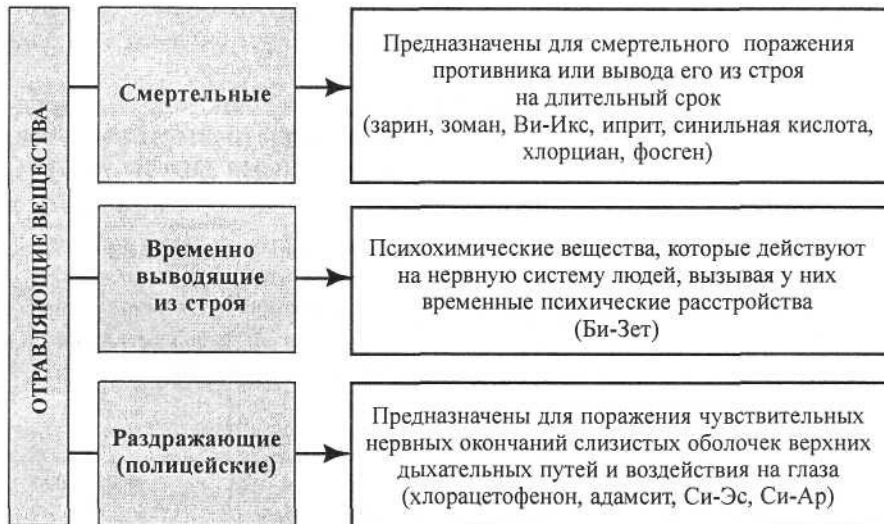 ОТРАВЛЯЮЩИЕ ВЕЩЕСТВА
Смертельные
Предназначены для смертельного поражения
противника или вывода его из строя
на длительный срок
(зарин, зоман, Ви-Икс, иприт, синильная кислота,
хлорциан, фосген)
Временно
выводящие
из строя
Психохимические вещества, которые действуют
на нервную систему людей, вызывая у них
временные психические расстройства
(Би-Зет)
Раздражающие
(полицейские)
Предназначены для поражения чувствительных
нервных окончаний слизистых оболочек верхних
дыхательных путей и воздействия на глаза
(хлорацетофенон, адамсит, Си-Эс, Си-Ар)